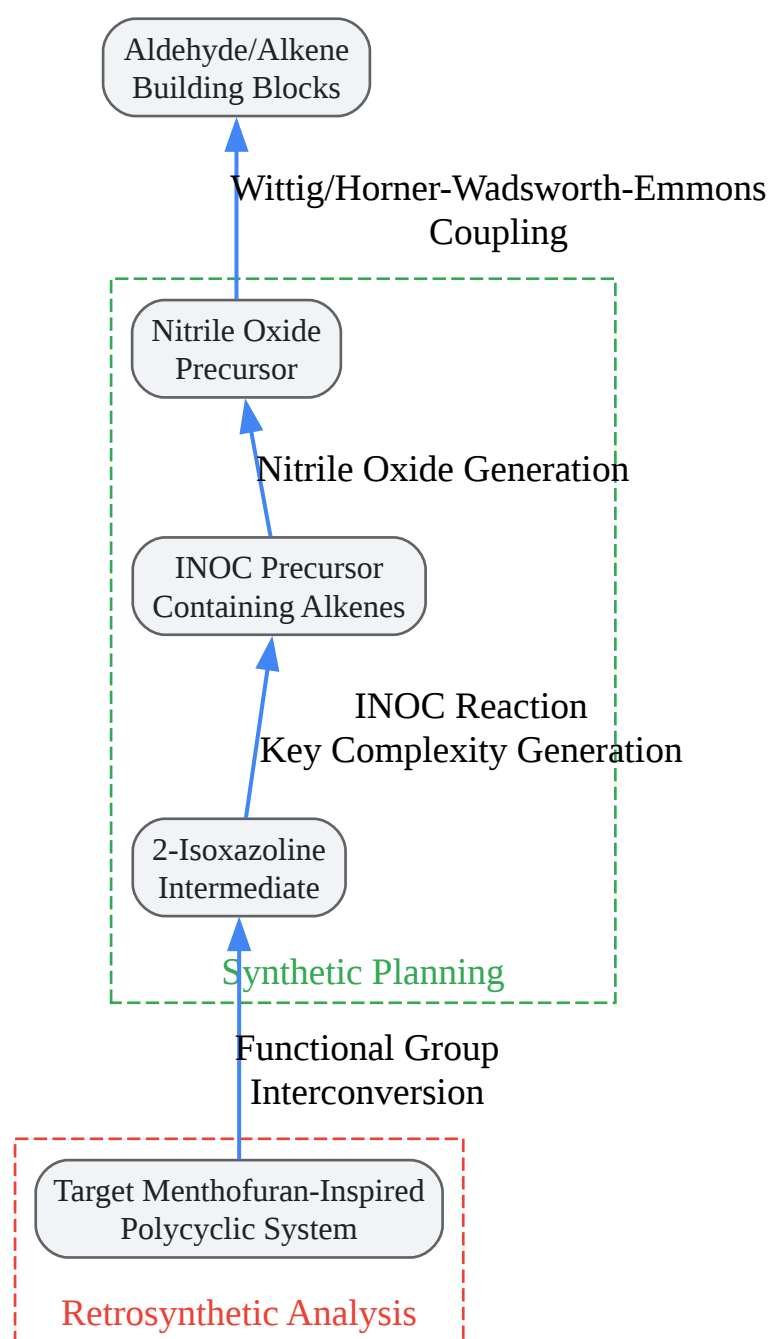 Aldehyde/Alkene
Building Blocks
Wittig/Horner-Wadsworth-Emmons
Coupling
Nitrile Oxide
Precursor
Nitrile Oxide Generation
INOC Precursor
Containing Alkenes
INOC Reaction
Key Complexity Generation
2-Isoxazoline
Intermediate
Synthetic Planning
Functional Group
Interconversion
Target Menthofuran-Inspired
Polycyclic System
Retrosynthetic Analysis